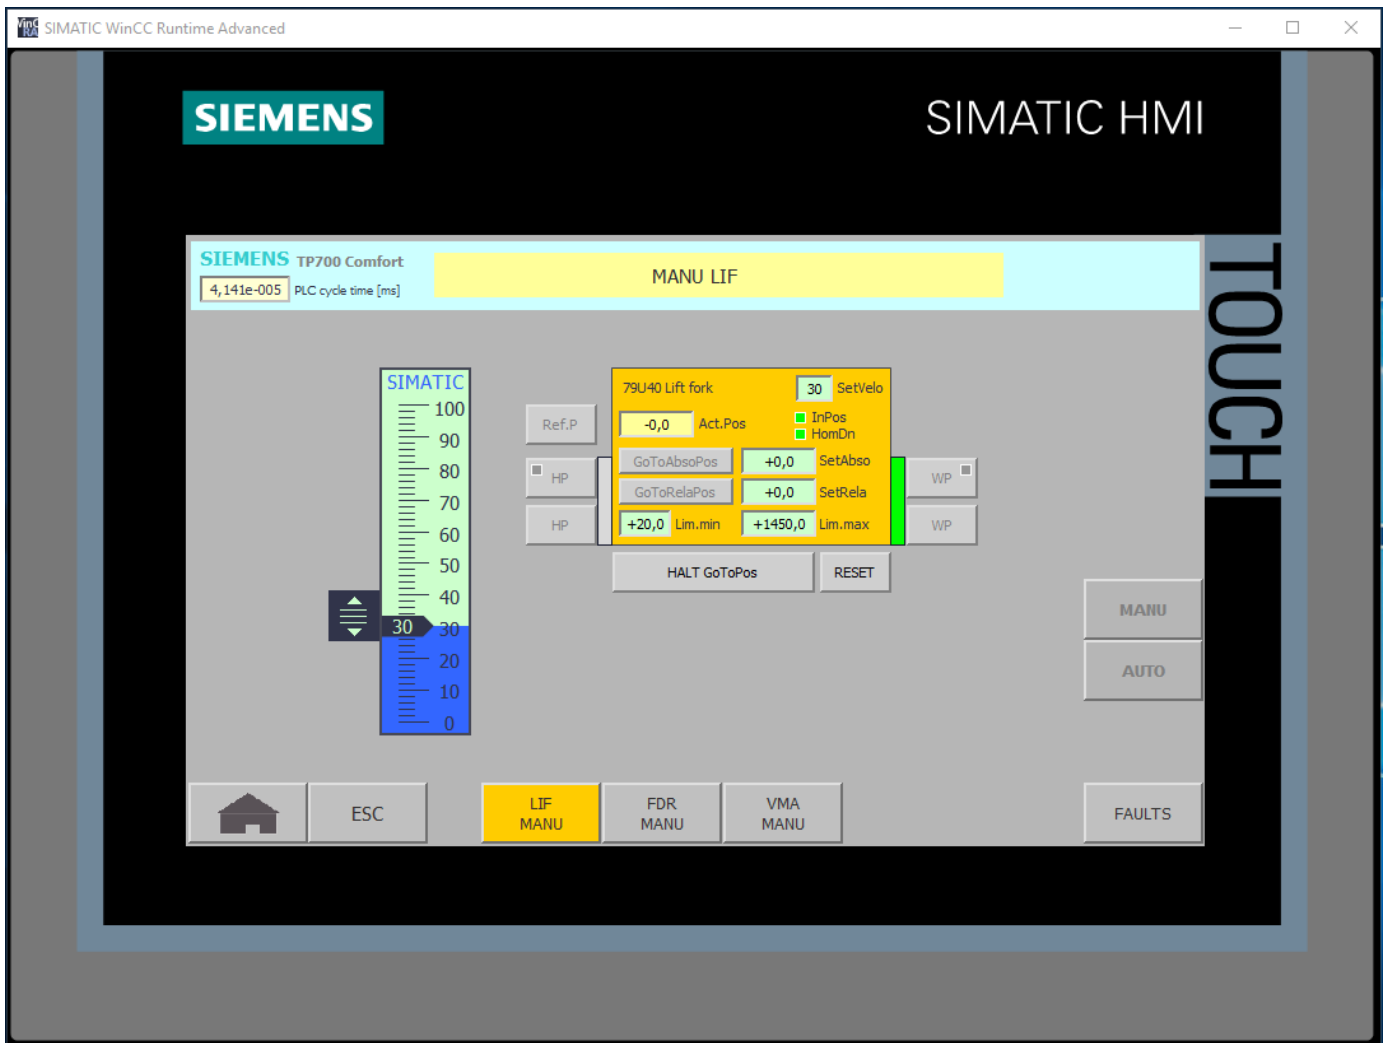 SIMATIC WinCC Runtime Advanced
SIEMENS
SIMATIC HMI
TOUCH
SIEMENS TP700 Comfort
4,141e-005 PLC cycle time [ms]
MANU LIF
SIMATIC
100
90
80
70
60
50
40
30
30
20
10
0
79U40 Lift fork 30 SetVelo
Ref.P -0,0 Act.Pos InPos
HomDn
GoToAbsoPos +0,0 SetAbso
HP WP
GoToRelaPos +0,0 SetRela
HP +20,0 Lim.min +1450,0 Lim.max WP
HALT GoToPos RESET
MANU
AUTO
ESC
LIF
MANU
FDR
MANU
VMA
MANU
FAULTS